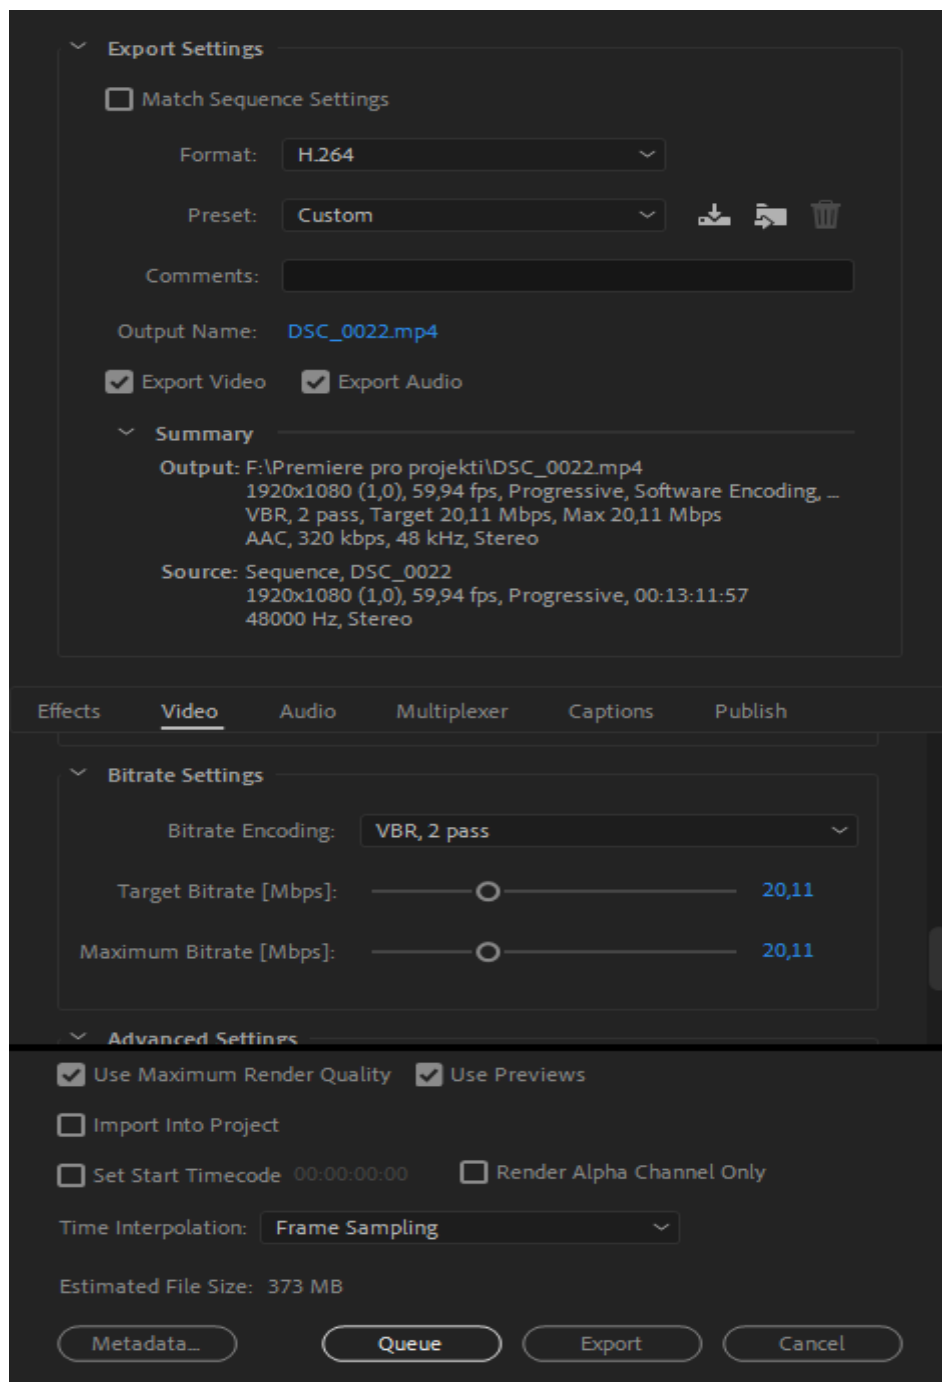 Export Settings
Match Sequence Settings
Format: H.264
Preset: Custom
Comments:
Output Name: DSC_0022.mp4
Export Video Export Audio
Summary
Output: F:\Premiere pro projekti\DSC_0022.mp4
1920x1080 (1,0), 59,94 fps, Progressive, Software Encoding, ...
VBR, 2 pass, Target 20,11 Mbps, Max 20,11 Mbps
AAC, 320 kbps, 48 kHz, Stereo
Source: Sequence, DSC_0022
1920x1080 (1,0), 59,94 fps, Progressive, 00:13:11:57
48000 Hz, Stereo
Effects Video Audio Multiplexer Captions Publish
Bitrate Settings
Bitrate Encoding: VBR, 2 pass
Target Bitrate [Mbps]: 20,11
Maximum Bitrate [Mbps]: 20,11
Advanced Settings
Use Maximum Render Quality Use Previews
Import Into Project
Set Start Timecode 00:00:00:00 Render Alpha Channel Only
Time Interpolation: Frame Sampling
Estimated File Size: 373 MB
Metadata... Queue Export Cancel